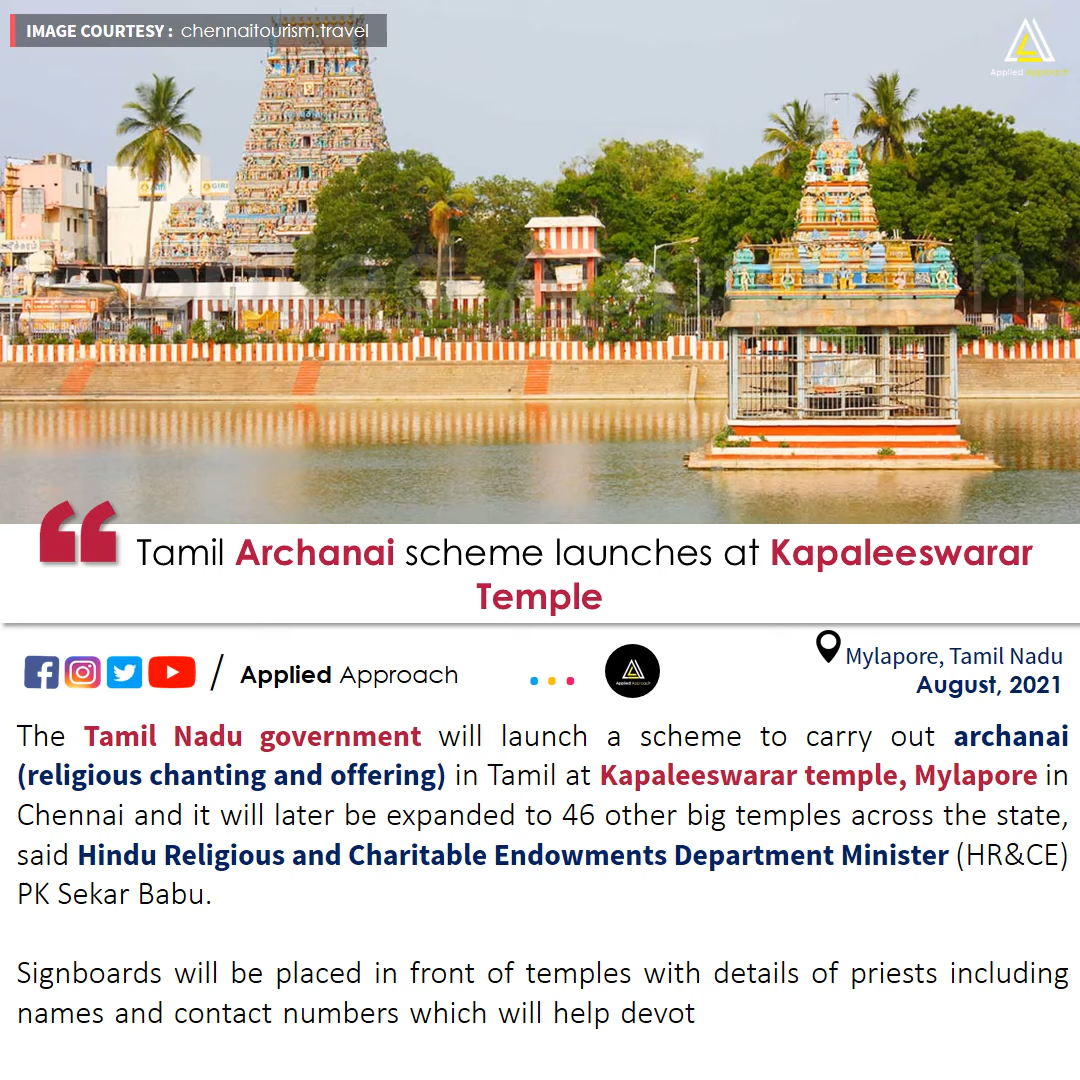 IMAGE COURTESY : chennaitourism.travel
Applied Approach
GIRI
Tamil Archanai scheme launches at Kapaleeswarar
Temple
Applied Approach
Applied Approach
Mylapore, Tamil Nadu
August, 2021
The Tamil Nadu government will launch a scheme to carry out archanai
(religious chanting and offering) in Tamil at Kapaleeswarar temple, Mylapore in
Chennai and it will later be expanded to 46 other big temples across the state,
said Hindu Religious and Charitable Endowments Department Minister (HR&CE)
PK Sekar Babu.
Signboards will be placed in front of temples with details of priests including
names and contact numbers which will help devot